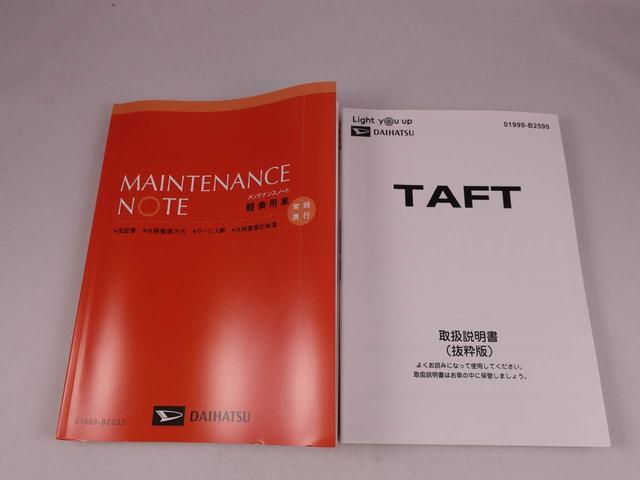 MAINTENANCE
NOTE
メンテナンスノート
軽乗用車
常時
携行
●保証書 ●点検整備方式 ●サービス網 ●点検整備記録簿
01999-B2032
DAIHATSU
Light you up
DAIHATSU
01999-B2590
TAFT
取扱説明書
(抜粋版)
よくお読みになって使用してください。
取扱説明書はお車の中に保管しましょう。